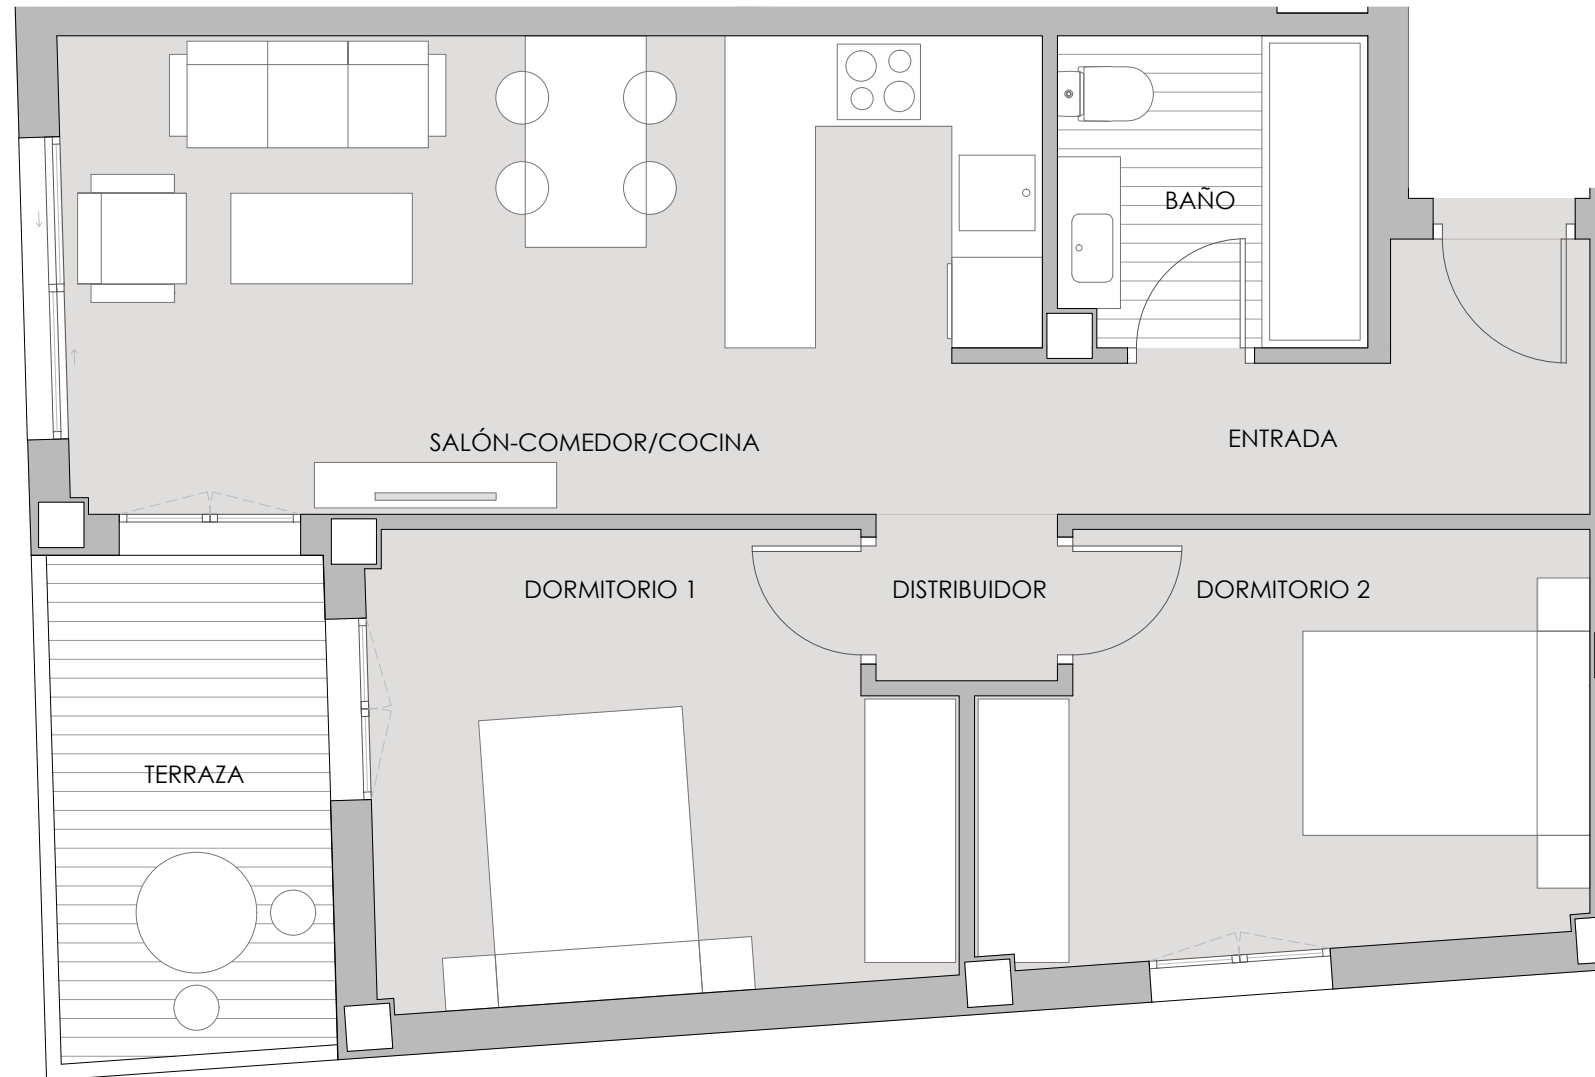 BAÑO
SALÓN-COMEDOR/COCINA
ENTRADA
DORMITORIO 1
DISTRIBUIDOR
DORMITORIO 2
TERRAZA